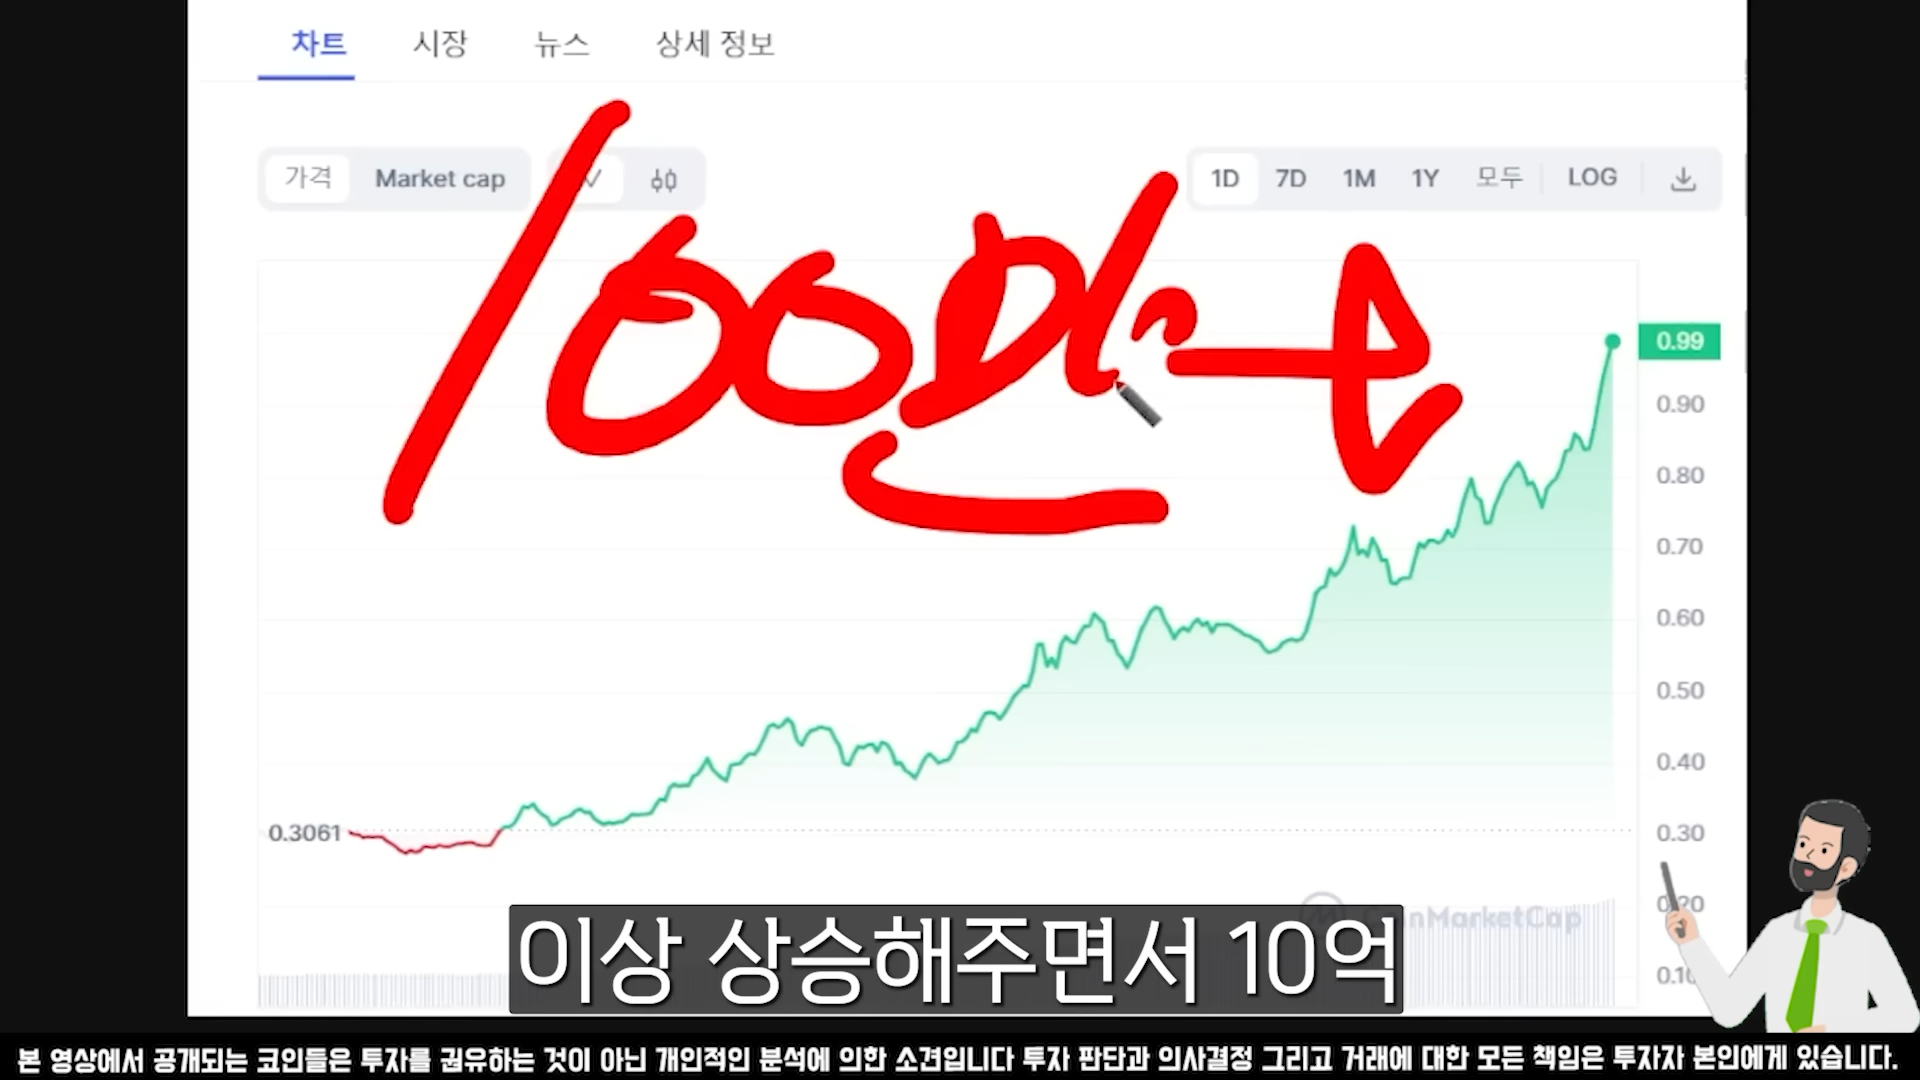 차트 시장 뉴스 상세 정보
가격 Market cap 1D 7D 1M 1Y 모두 LOG
100만
0.99
0.90
0.80
0.70
0.60
0.50
0.40
0.3061 0.30
CoinMarketCap
이상 상승해주면서 10억
본 영상에서 공개되는 코인들은 투자를 권유하는 것이 아닌 개인적인 분석에 의한 소견입니다 투자 판단과 의사결정 그리고 거래에 대한 모든 책임은 투자자 본인에게 있습니다.